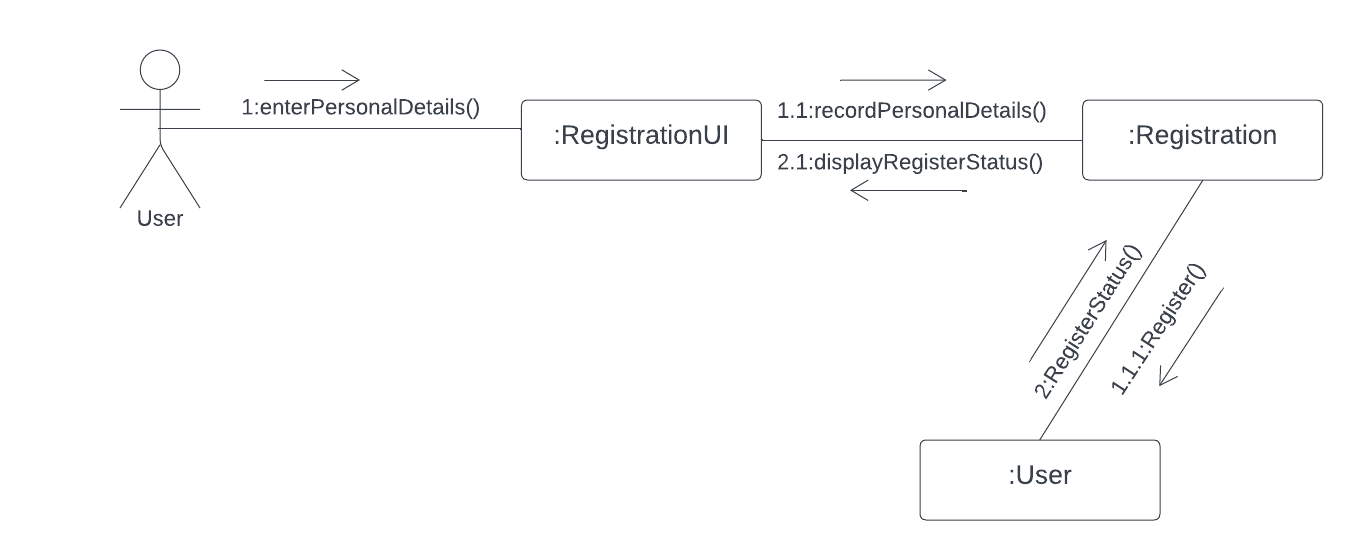 1:enterPersonalDetails()
:RegistrationUI
1.1:recordPersonalDetails()
:Registration
2.1:displayRegisterStatus()
User
2:RegisterStatus()
1.1.1:Register()
:User